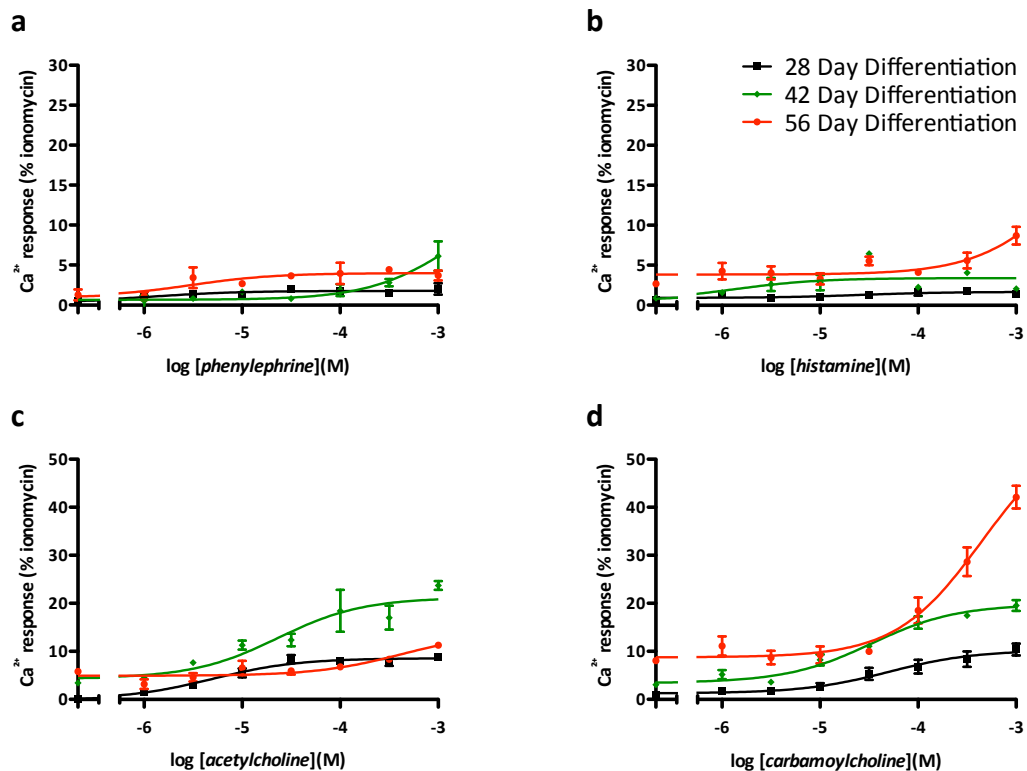 a
30
25
20
15
10
5
0
Ca²⁺ response (% ionomycin)
-6
-5
-4
-3
log [phenylephrine](M)
b
30
25
20
15
10
5
0
Ca²⁺ response (% ionomycin)
-6
-5
-4
-3
log [histamine](M)
28 Day Differentiation
42 Day Differentiation
56 Day Differentiation
c
50
40
30
20
10
0
Ca²⁺ response (% ionomycin)
-6
-5
-4
-3
log [acetylcholine](M)
d
50
40
30
20
10
0
Ca²⁺ response (% ionomycin)
-6
-5
-4
-3
log [carbamoylcholine](M)